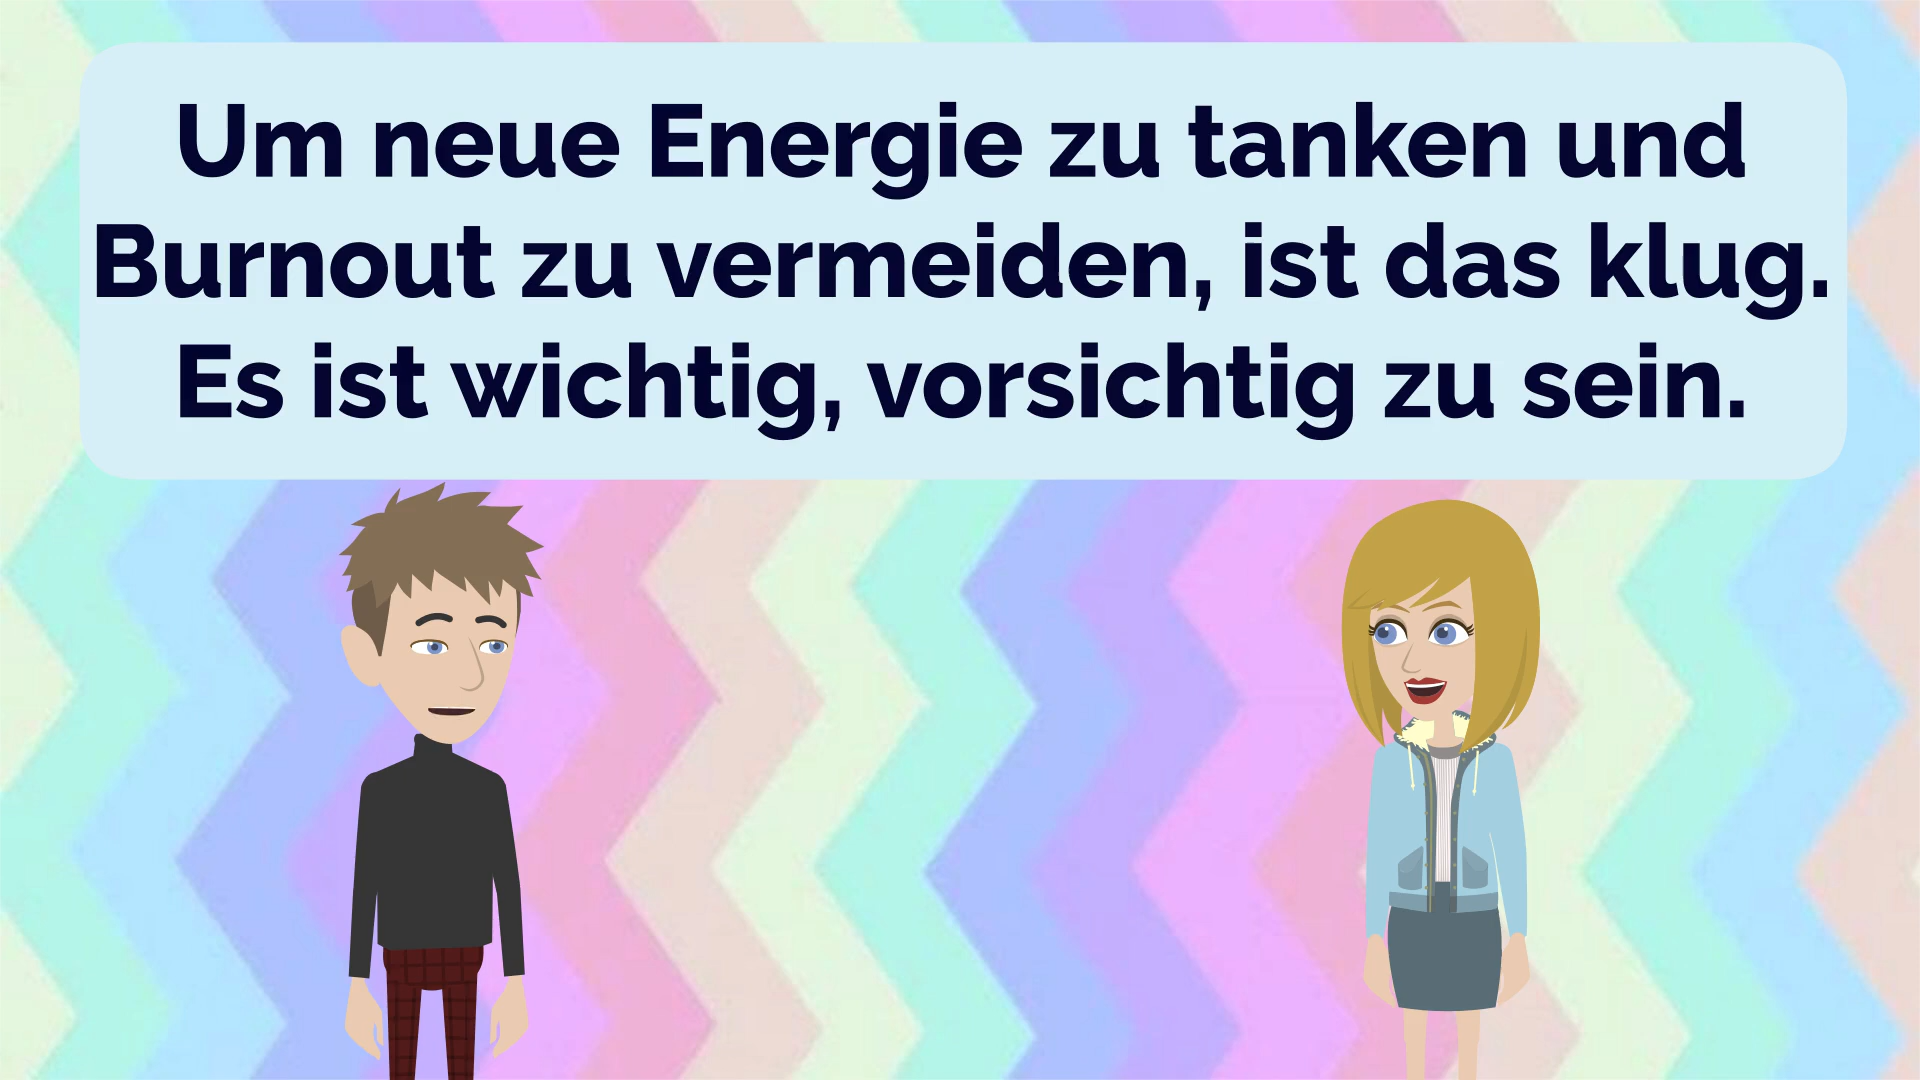 Um neue Energie zu tanken und
Burnout zu vermeiden, ist das klug.
Es ist wichtig, vorsichtig zu sein.